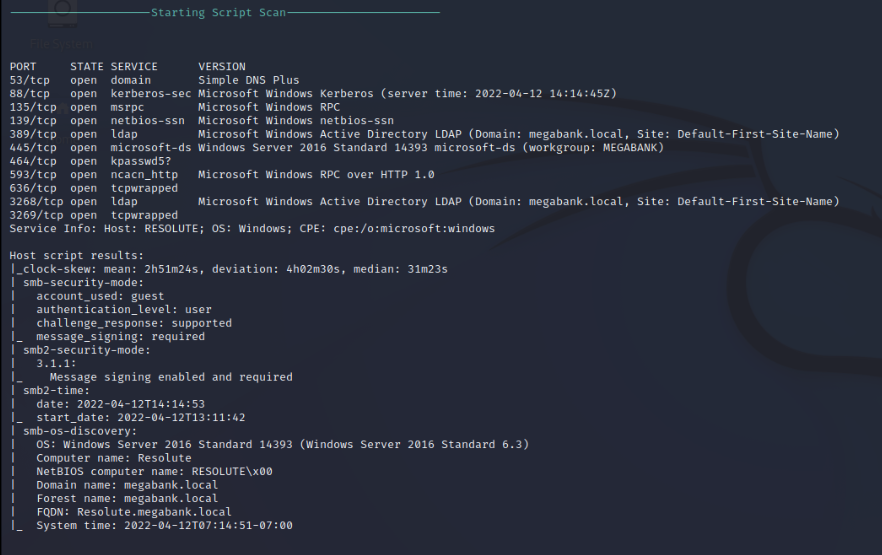 ---------------------Starting Script Scan-----------------------
File System
PORT     STATE SERVICE      VERSION
53/tcp   open  domain       Simple DNS Plus
88/tcp   open  kerberos-sec Microsoft Windows Kerberos (server time: 2022-04-12 14:14:45Z)
135/tcp  open  msrpc        Microsoft Windows RPC
139/tcp  open  netbios-ssn  Microsoft Windows netbios-ssn
389/tcp  open  ldap         Microsoft Windows Active Directory LDAP (Domain: megabank.local, Site: Default-First-Site-Name)
445/tcp  open  microsoft-ds Windows Server 2016 Standard 14393 microsoft-ds (workgroup: MEGABANK)
464/tcp  open  kpasswd5?
593/tcp  open  ncacn_http   Microsoft Windows RPC over HTTP 1.0
636/tcp  open  tcpwrapped
3268/tcp open  ldap         Microsoft Windows Active Directory LDAP (Domain: megabank.local, Site: Default-First-Site-Name)
3269/tcp open  tcpwrapped
Service Info: Host: RESOLUTE; OS: Windows; CPE: cpe:/o:microsoft:windows
Host script results:
|_clock-skew: mean: 2h51m24s, deviation: 4h02m30s, median: 31m23s
| smb-security-mode:
|   account_used: guest
|   authentication_level: user
|   challenge_response: supported
|_  message_signing: required
| smb2-security-mode:
|   3.1.1:
|_    Message signing enabled and required
| smb2-time:
|   date: 2022-04-12T14:14:53
|_  start_date: 2022-04-12T13:11:42
| smb-os-discovery:
|   OS: Windows Server 2016 Standard 14393 (Windows Server 2016 Standard 6.3)
|   Computer name: Resolute
|   NetBIOS computer name: RESOLUTE\x00
|   Domain name: megabank.local
|   Forest name: megabank.local
|   FQDN: Resolute.megabank.local
|_  System time: 2022-04-12T07:14:51-07:00